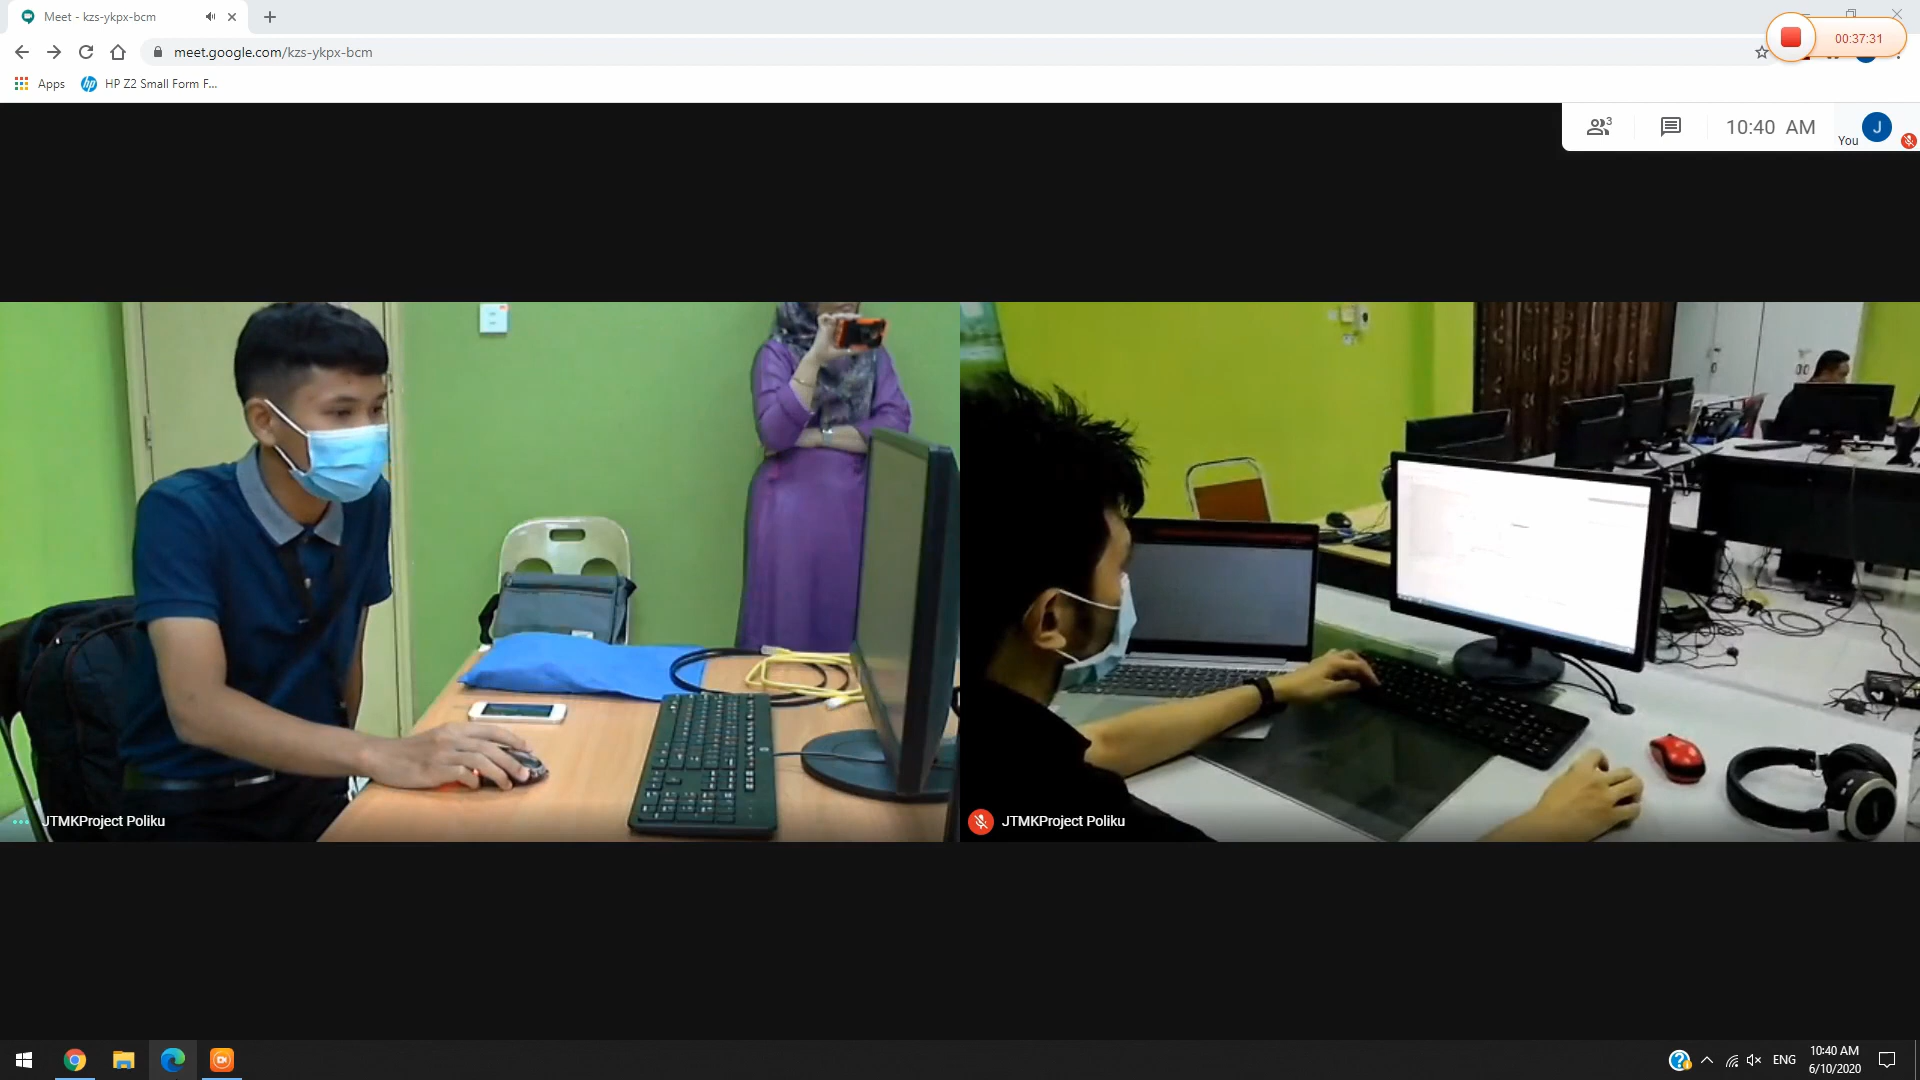 Meet - kzs-ykpx-bcm
meet.google.com/kzs-ykpx-bcm
00:37:31
Apps
HP Z2 Small Form F...
3
10:40 AM
You
J
JTMKProject Poliku
JTMKProject Poliku
ENG
10:40 AM
6/10/2020